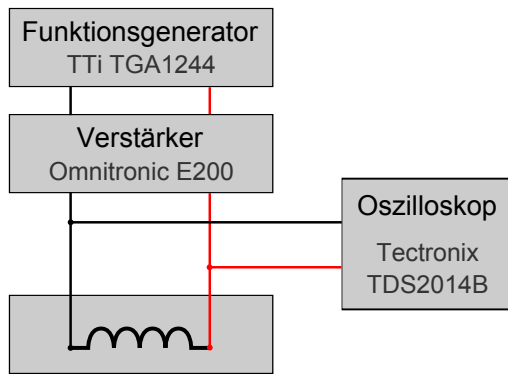 Funktionsgenerator
TTi TGA1244
Verstärker
Omnitronic E200
Oszilloskop
Tectronix
TDS2014B